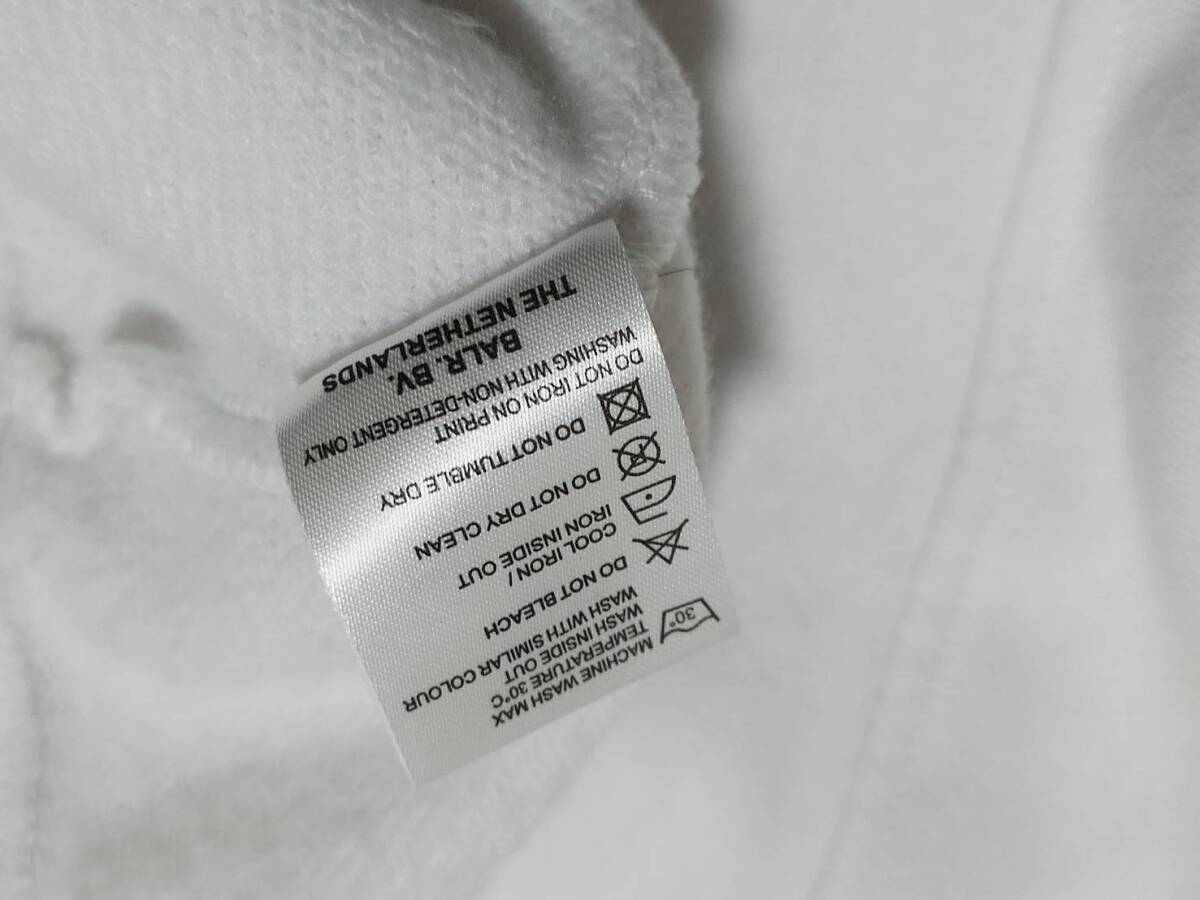 MACHINE WASH MAX
TEMPERATURE 30°C
WASH INSIDE OUT
WASH WITH SIMILAR COLOUR
30°
DO NOT BLEACH
COOL IRON /
IRON INSIDE OUT
DO NOT DRY CLEAN
DO NOT TUMBLE DRY
DO NOT IRON ON PRINT
WASHING WITH NON-DETERGENT ONLY
BALR. BV.
THE NETHERLANDS